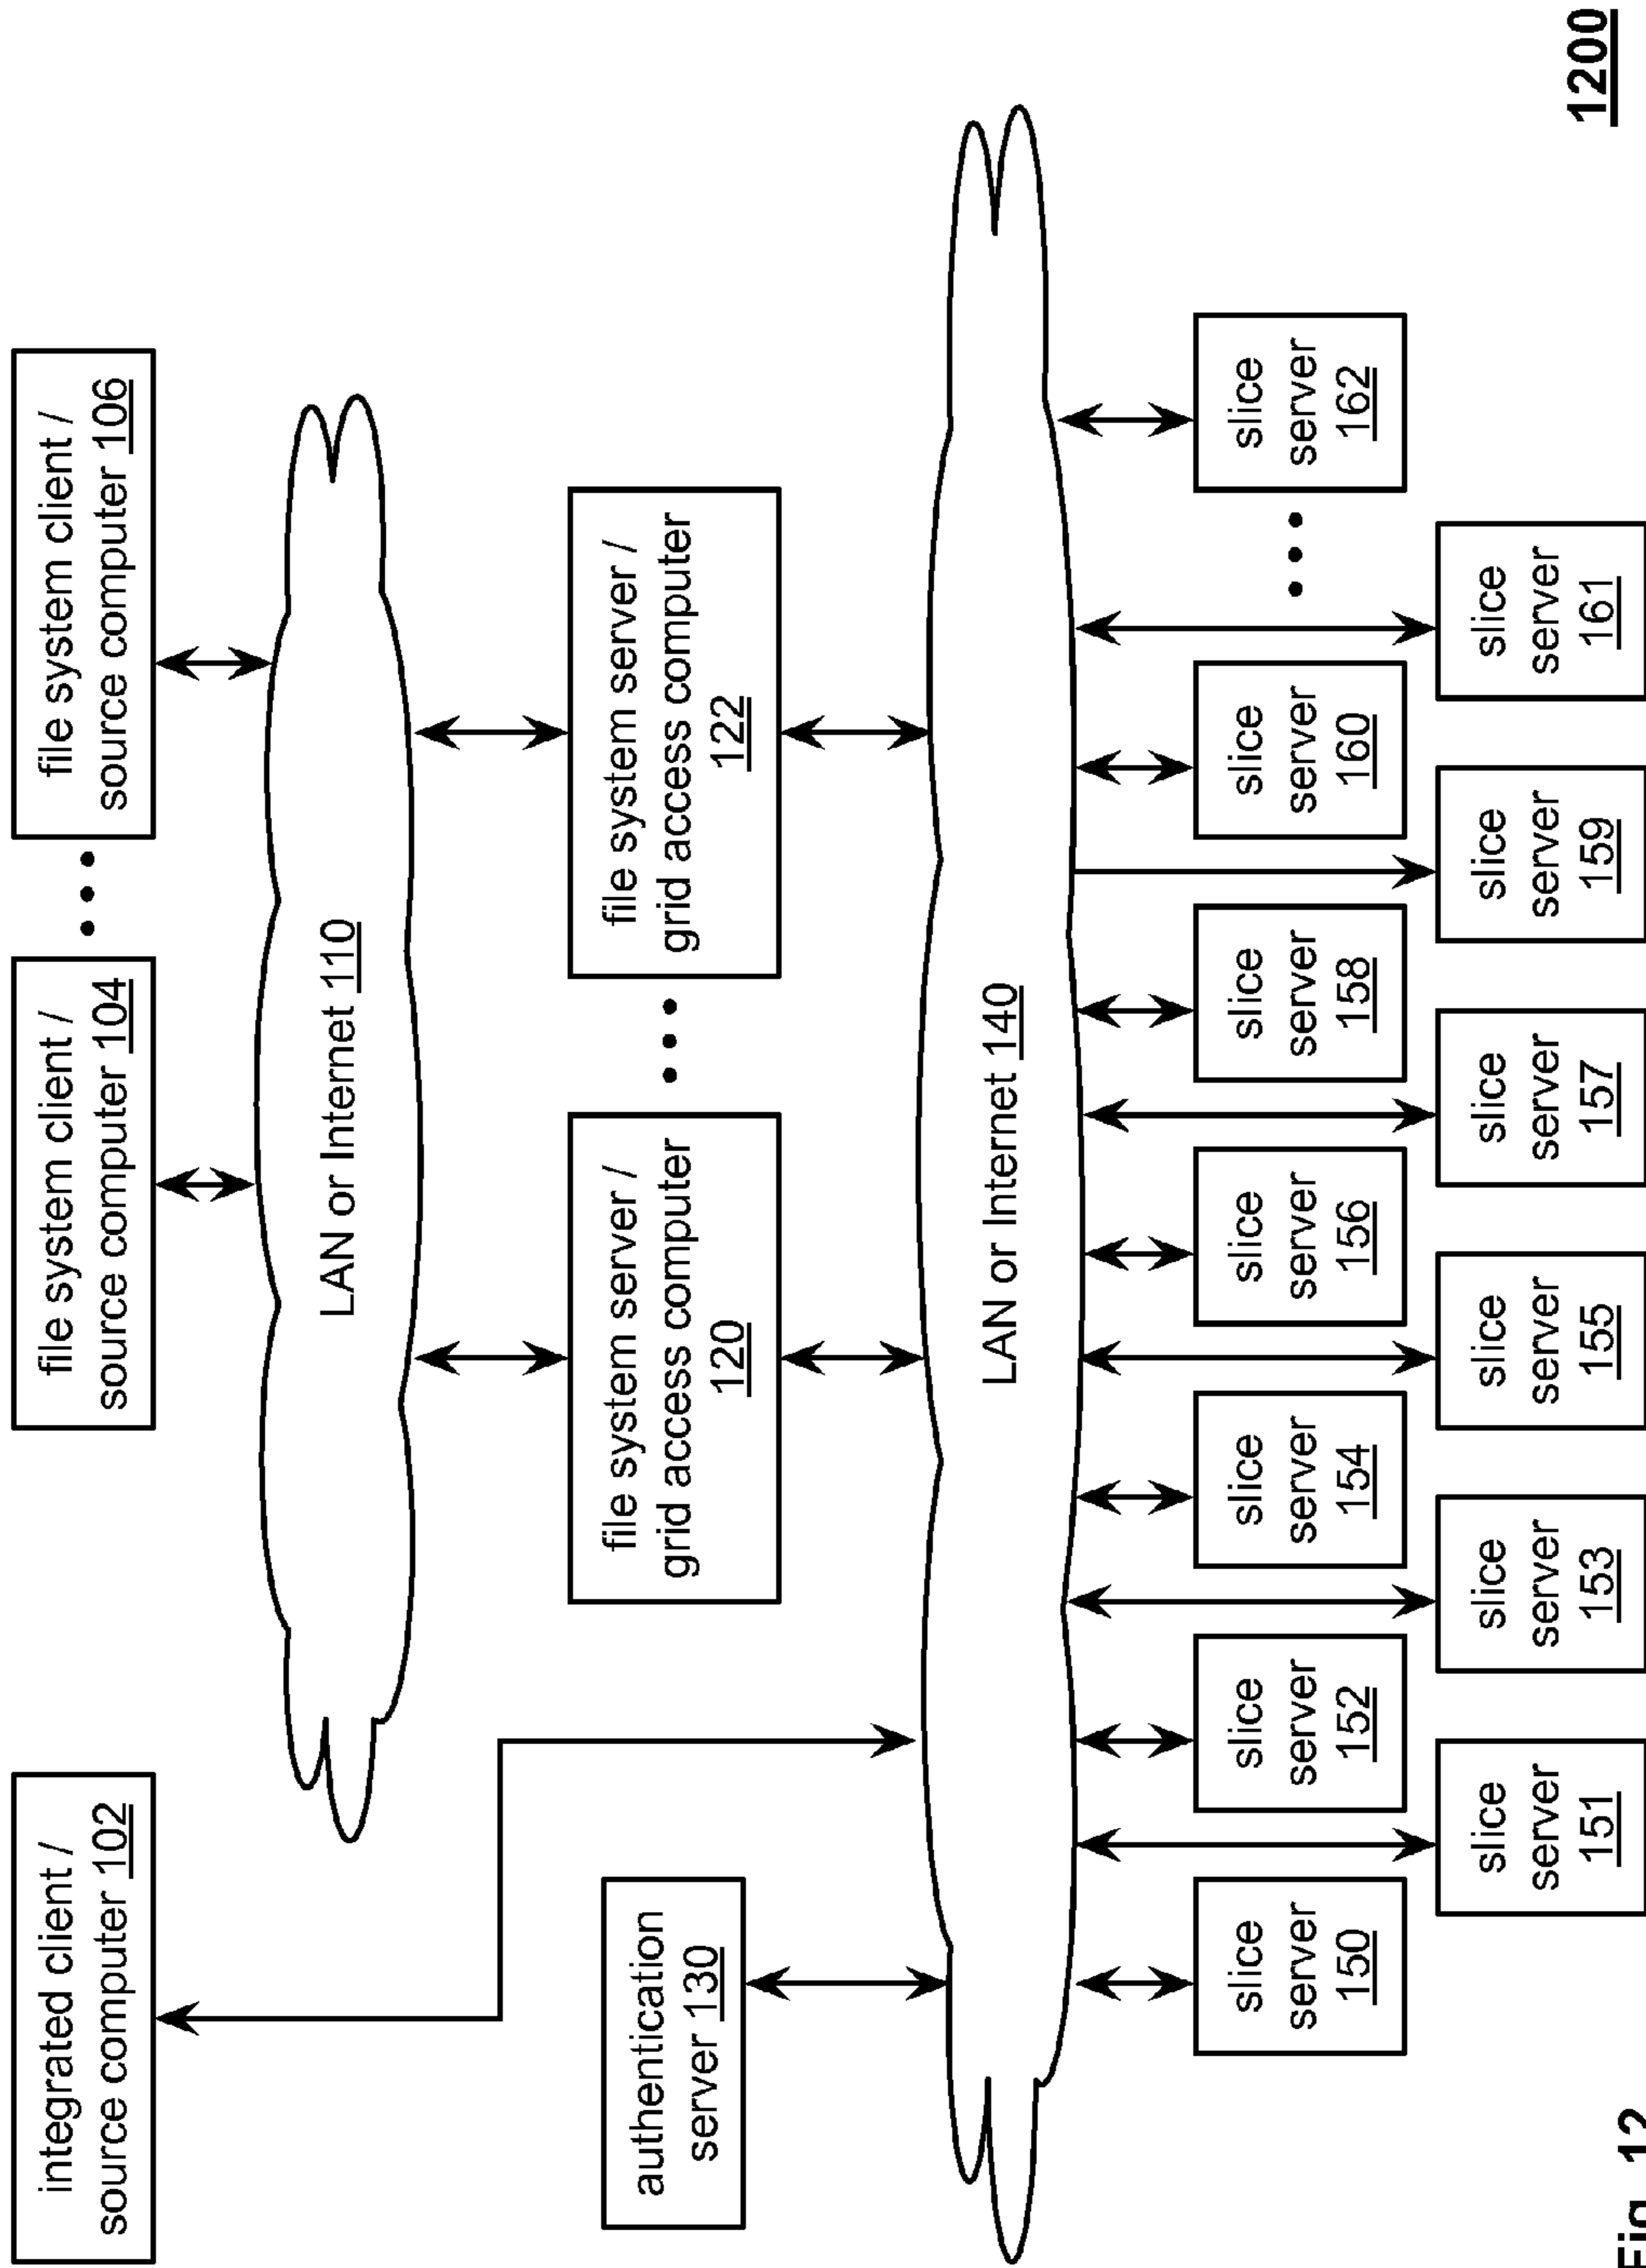 integrated client /
source computer 102
file system client /
source computer 104
• • •
file system client /
source computer 106
LAN or Internet 110
authentication
server 130
file system server /
grid access computer
120
• • •
file system server /
grid access computer
122
LAN or Internet 140
slice
server
150
slice
server
151
slice
server
152
slice
server
153
slice
server
154
slice
server
155
slice
server
156
slice
server
157
slice
server
158
slice
server
159
slice
server
160
slice
server
161
• • •
slice
server
162
Fig. 12
1200